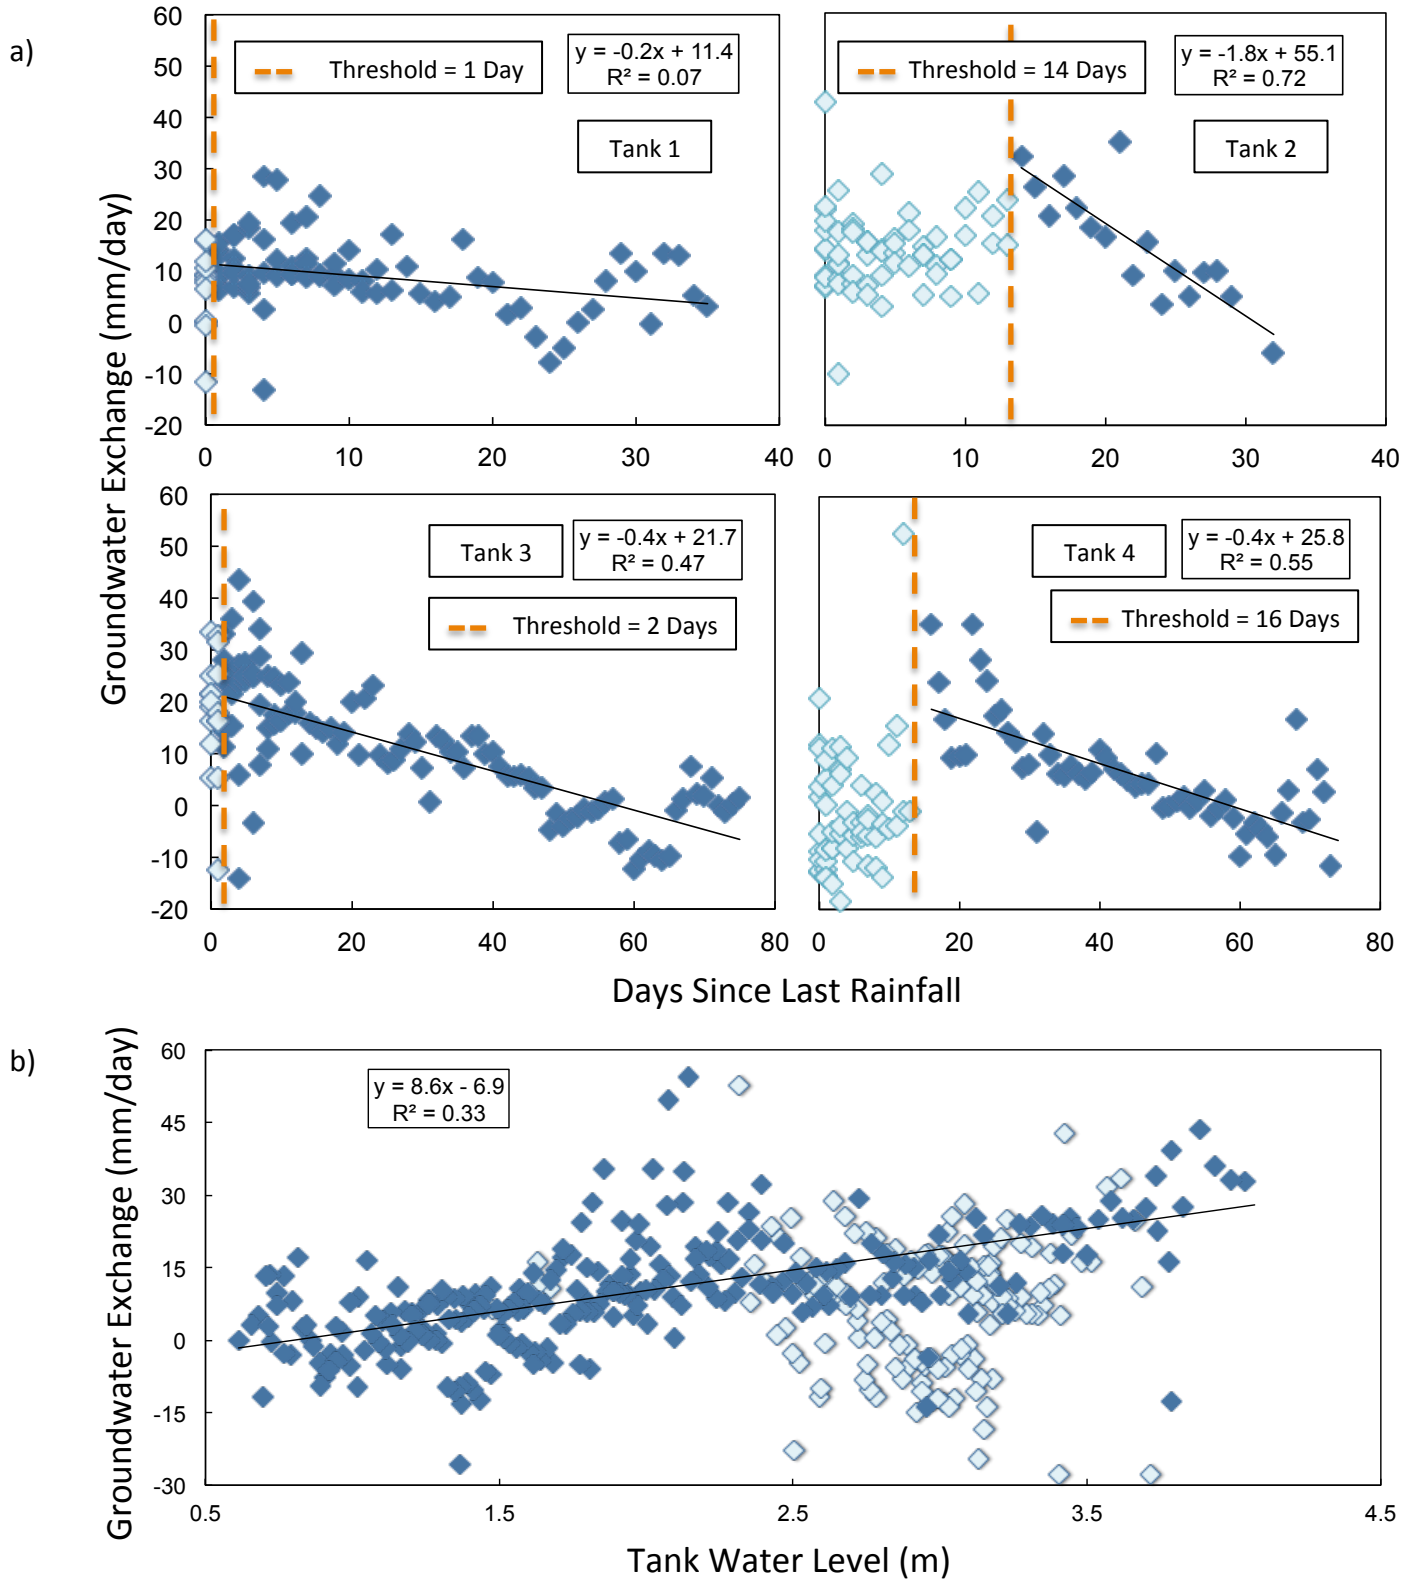 a)
Groundwater Exchange (mm/day)
60
50
40
30
20
10
0
-10
-20
Threshold = 1 Day
y = -0.2x + 11.4
R² = 0.07
Tank 1
0 10 20 30 40
Threshold = 14 Days
y = -1.8x + 55.1
R² = 0.72
Tank 2
0 10 20 30 40
60
50
40
30
20
10
0
-10
-20
Tank 3
y = -0.4x + 21.7
R² = 0.47
Threshold = 2 Days
0 20 40 60 80
Tank 4
y = -0.4x + 25.8
R² = 0.55
Threshold = 16 Days
0 20 40 60 80
Days Since Last Rainfall
b)
Groundwater Exchange (mm/day)
60
45
30
15
0
-15
-30
y = 8.6x - 6.9
R² = 0.33
0.5 1.5 2.5 3.5 4.5
Tank Water Level (m)